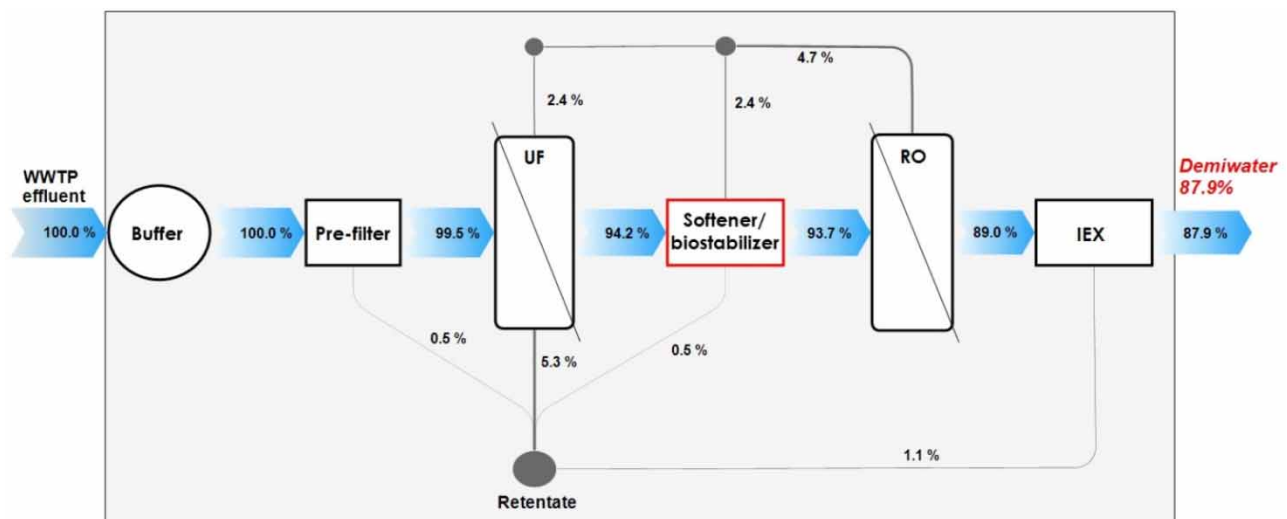 4.7 %
2.4 %
2.4 %
UF
RO
WWTP
effluent
Demiwater
87.9%
100.0 %
Buffer
100.0 %
Pre-filter
99.5 %
94.2 %
Softener/
biostabilizer
93.7 %
89.0 %
IEX
87.9 %
0.5 %
5.3 %
0.5 %
1.1 %
Retentate